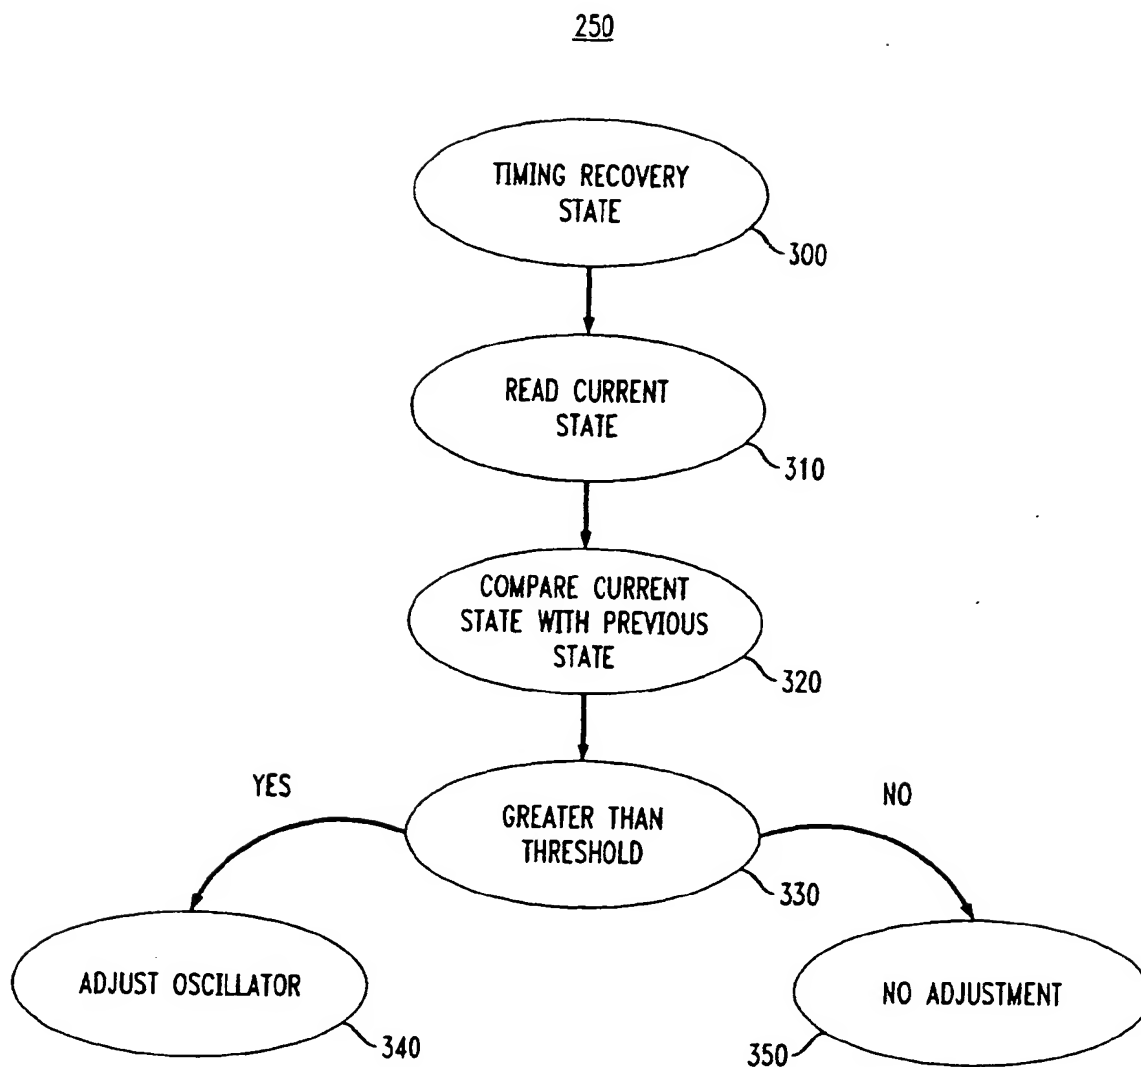 250
TIMING RECOVERY
STATE
300
READ CURRENT
STATE
310
COMPARE CURRENT
STATE WITH PREVIOUS
STATE
320
YES
NO
GREATER THAN
THRESHOLD
330
ADJUST OSCILLATOR
340
NO ADJUSTMENT
350